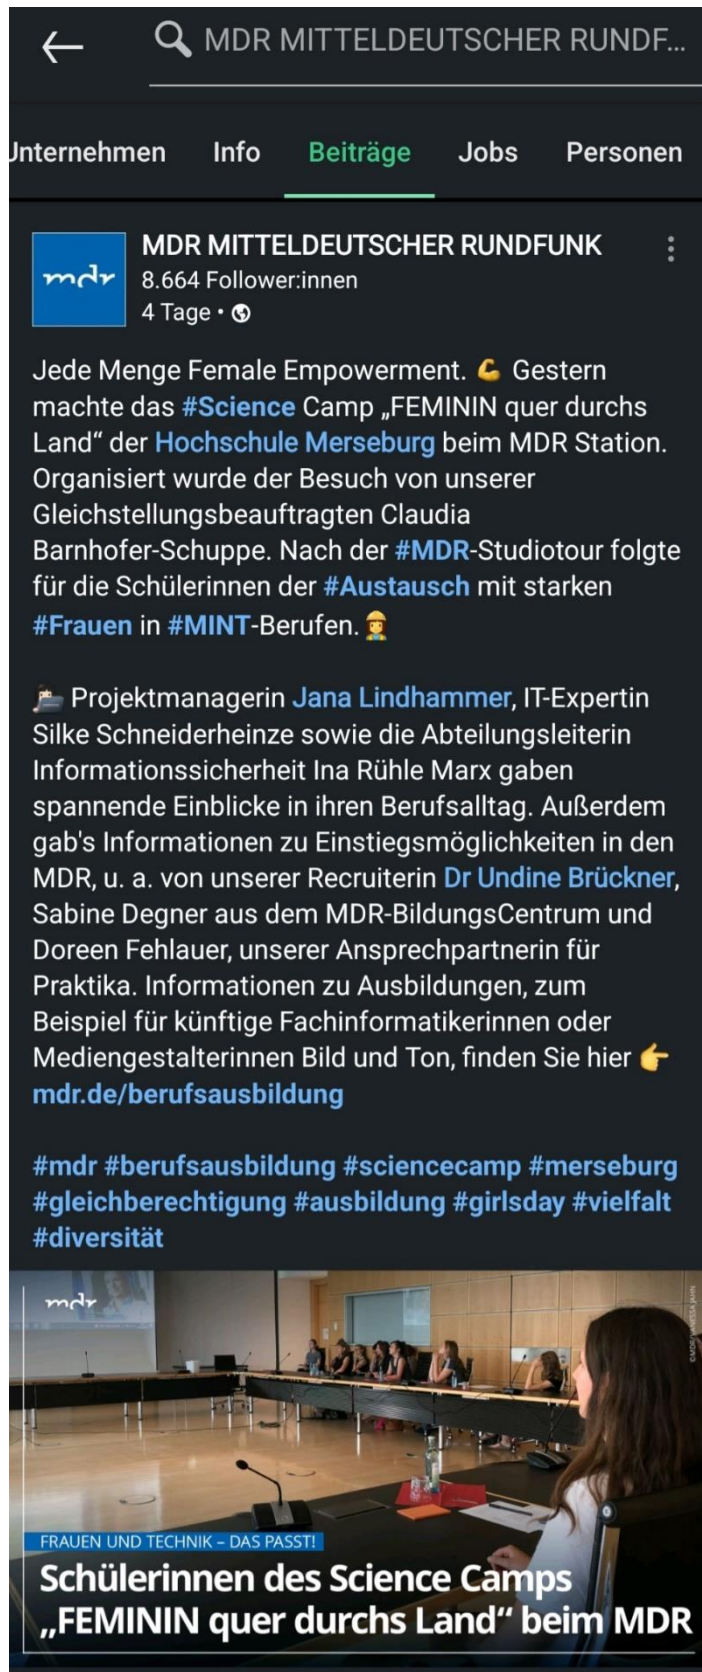 MDR MITTELDEUTSCHER RUNDF...
Unternehmen Info Beiträge Jobs Personen
mdr
MDR MITTELDEUTSCHER RUNDFUNK
8.664 Follower:innen
4 Tage •
Jede Menge Female Empowerment. 💪 Gestern
machte das #Science Camp „FEMININ quer durchs
Land“ der Hochschule Merseburg beim MDR Station.
Organisiert wurde der Besuch von unserer
Gleichstellungsbeauftragten Claudia
Barnhofer-Schuppe. Nach der #MDR-Studiotour folgte
für die Schülerinnen der #Austausch mit starken
#Frauen in #MINT-Berufen. 👷‍♀️
👩🏻‍💻 Projektmanagerin Jana Lindhammer, IT-Expertin
Silke Schneiderheinze sowie die Abteilungsleiterin
Informationssicherheit Ina Rühle Marx gaben
spannende Einblicke in ihren Berufsalltag. Außerdem
gab's Informationen zu Einstiegsmöglichkeiten in den
MDR, u. a. von unserer Recruiterin Dr Undine Brückner,
Sabine Degner aus dem MDR-BildungsCentrum und
Doreen Fehlauer, unserer Ansprechpartnerin für
Praktika. Informationen zu Ausbildungen, zum
Beispiel für künftige Fachinformatikerinnen oder
Mediengestalterinnen Bild und Ton, finden Sie hier 👉
mdr.de/berufsausbildung
#mdr #berufsausbildung #sciencecamp #merseburg
#gleichberechtigung #ausbildung #girlsday #vielfalt
#diversität
mdr
©MDR/VANESSA JAHN
FRAUEN UND TECHNIK – DAS PASST!
Schülerinnen des Science Camps
„FEMININ quer durchs Land“ beim MDR